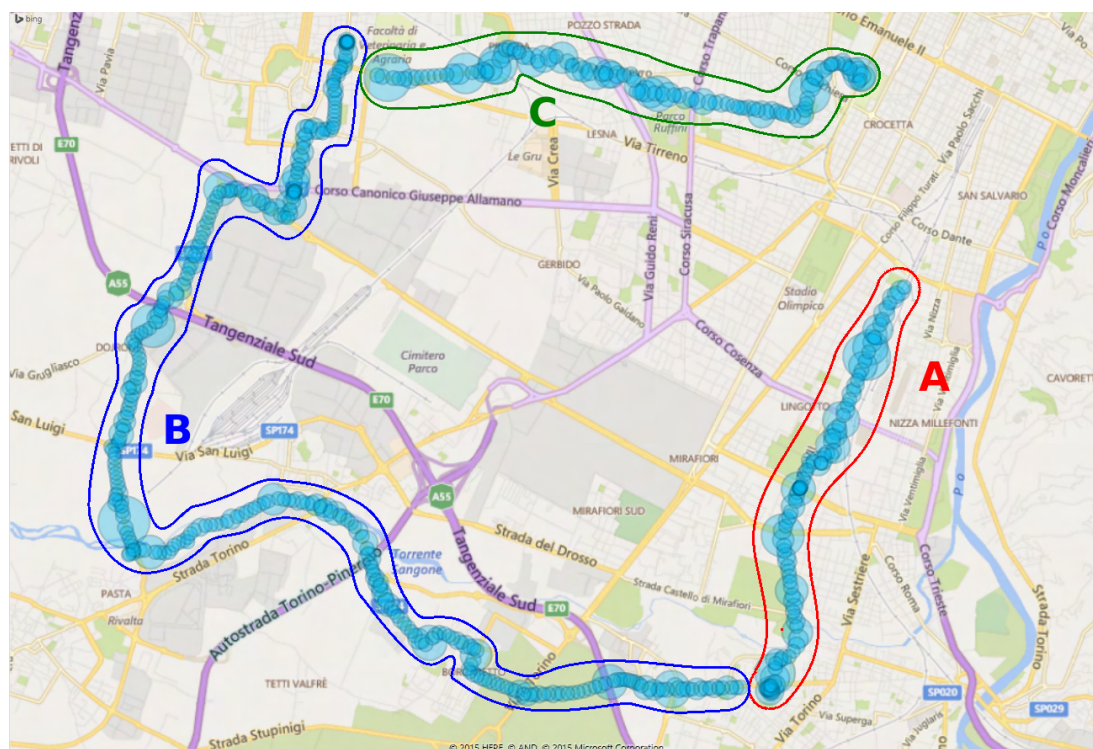 bing
Facoltà di
Veterinaria e
Agraria
POZZO STRADA
Corso Trapani
Emanuele II
Via Po
Tangenziale
Via Pavia
Corso
C
Parco
Ruffini
CROCETTA
Via Paolo Sacchi
E70
ETTI DI
RIVOLI
LESNA
Le Gru
Via Crea
Via Tirreno
SAN SALVARIO
Corso Moncalieri
Corso Canonico Giuseppe Allamano
Corso Filippo Turati
Corso Dante
Po
Via Guido Reni
Corso Siracusa
GERBIDO
Via Paolo Gaidano
Stadio
Olimpico
A55
Via Nizza
Tangenziale Sud
Corso Cosenza
Via Grugliasco
Cimitero
Parco
A
CAVORETTO
E70
LINGOTTO
NIZZA MILLEFONTI
San Luigi
B
SP174
SP174
Via San Luigi
MIRAFIORI
Via Ventimiglia
Po
A55
MIRAFIORI SUD
Strada del Drosso
Strada Torino
Torrente
Sangone
Tangenziale Sud
Strada Castello di Mirafiori
Via Sestriere
Corso Roma
Corso Trieste
Strada Torino
PASTA
Rivalta
Autostrada Torino-Pinerolo
E70
TETTI VALFRÈ
Via Torino
SP020
SP029
Via Superga
Strada Stupinigi
© 2015 HERE, © AND, © 2015 Microsoft Corporation